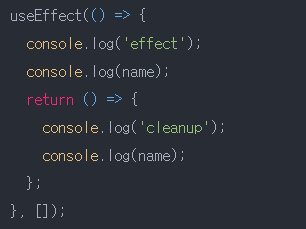 useEffect(() => {
  console.log('effect');
  console.log(name);
  return () => {
    console.log('cleanup');
    console.log(name);
  };
}, []);